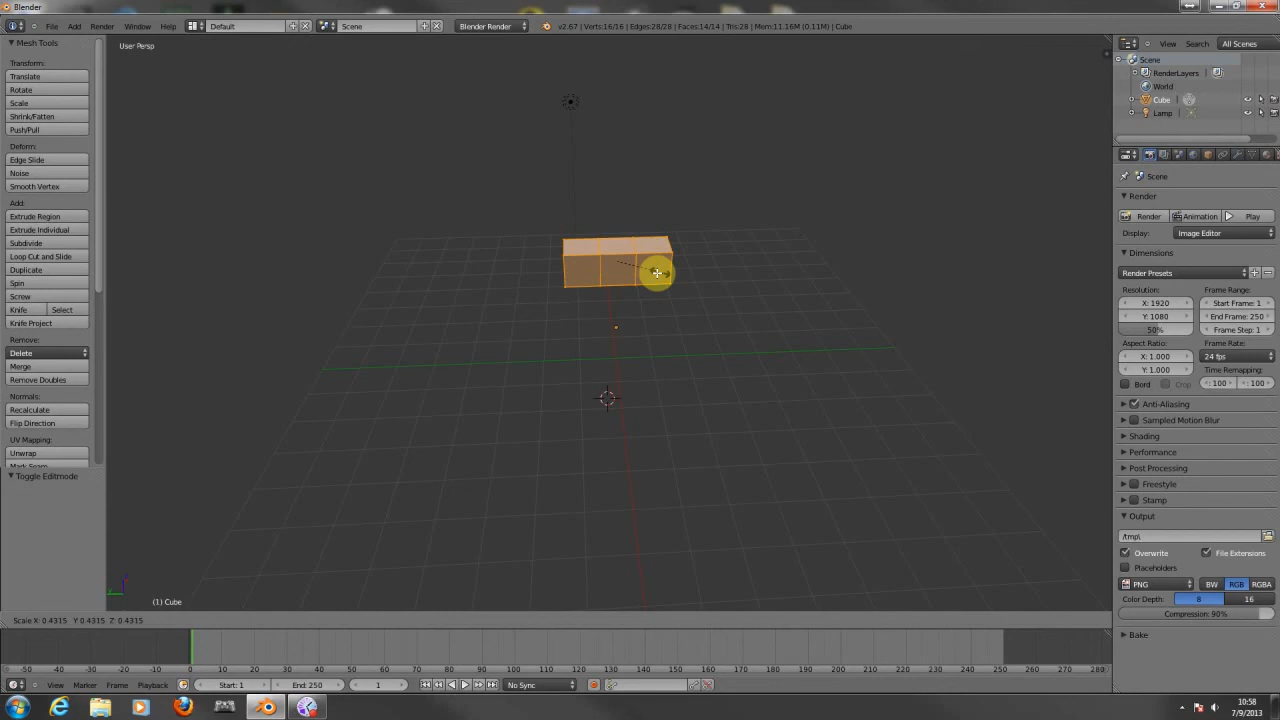 Blender
File Add Render Window Help Default Scene Blender Render v2.67 | Verts:16/16 | Edges:28/28 | Faces:14/14 | Tris:28 | Mem:11.16M (0.11M) | Cube
Mesh Tools
Transform:
Translate
Rotate
Scale
Shrink/Fatten
Push/Pull
Deform:
Edge Slide
Noise
Smooth Vertex
Add:
Extrude Region
Extrude Individual
Subdivide
Loop Cut and Slide
Duplicate
Spin
Screw
Knife Select
Knife Project
Remove:
Delete
Merge
Remove Doubles
Normals:
Recalculate
Flip Direction
UV Mapping:
Unwrap
Mark Seam
Toggle Editmode
User Persp
(1) Cube
Scale X: 0.4315 Y: 0.4315 Z: 0.4315
View Search All Scenes
Scene
RenderLayers
World
Cube
Lamp
Scene
Render
Render Animation Play
Display: Image Editor
Dimensions
Render Presets
Resolution: Frame Range:
X: 1920 Start Frame: 1
Y: 1080 End Frame: 250
50% Frame Step: 1
Aspect Ratio: Frame Rate:
X: 1.000 24 fps
Y: 1.000 Time Remapping:
Bord Crop : 100 : 100
Anti-Aliasing
Sampled Motion Blur
Shading
Performance
Post Processing
Freestyle
Stamp
Output
/tmp\
Overwrite File Extensions
Placeholders
PNG BW RGB RGBA
Color Depth: 8 16
Compression: 90%
Bake
-50 -40 -30 -20 -10 0 10 20 30 40 50 60 70 80 90 100 110 120 130 140 150 160 170 180 190 200 210 220 230 240 250 260 270 280
View Marker Frame Playback Start: 1 End: 250 1 No Sync
10:58
7/9/2013